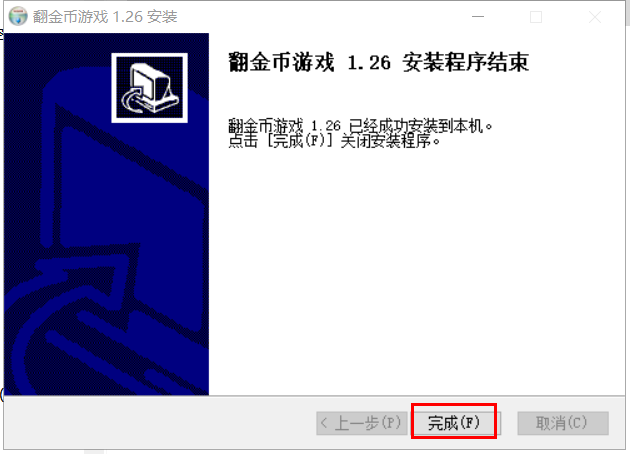 翻金币游戏 1.26 安装
翻金币游戏 1.26 安装程序结束
翻金币游戏 1.26 已经成功安装到本机。
点击 [完成(F)] 关闭安装程序。
< 上一步(P) 完成(F) 取消(C)